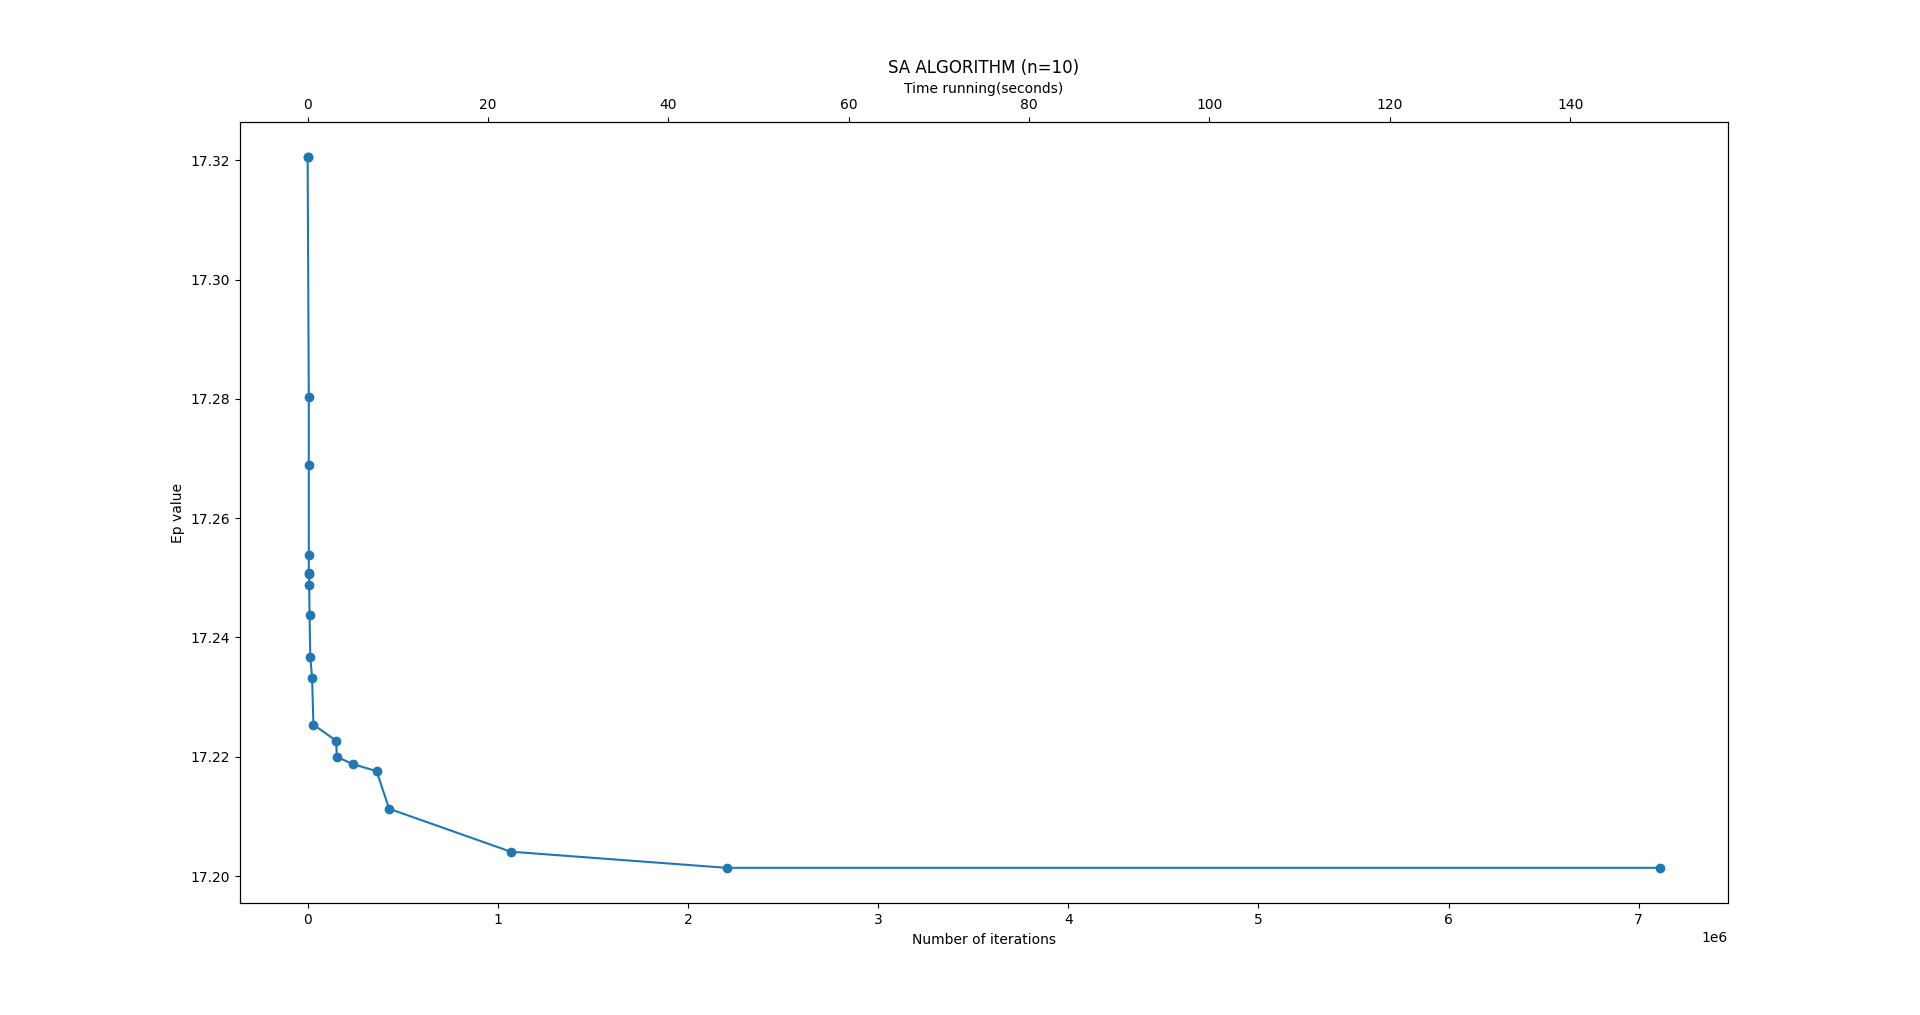 SA ALGORITHM (n=10)
Time running(seconds)
0 20 40 60 80 100 120 140
17.32
17.30
17.28
17.26
17.24
17.22
17.20
Ep value
0 1 2 3 4 5 6 7
Number of iterations
1e6